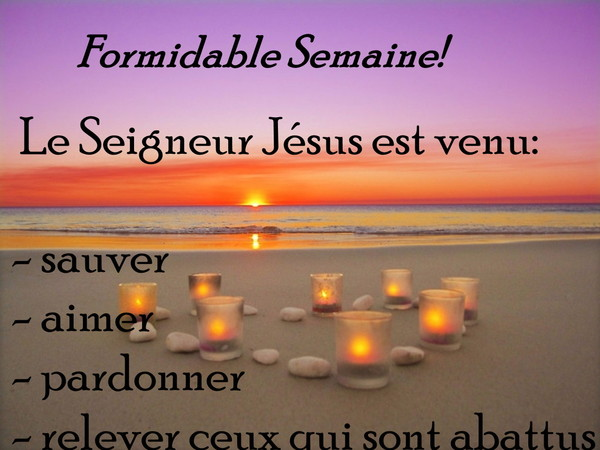 Formidable Semaine!
Le Seigneur Jésus est venu:
~ sauver
~ aimer
~ pardonner
~ relever ceux qui sont abattus